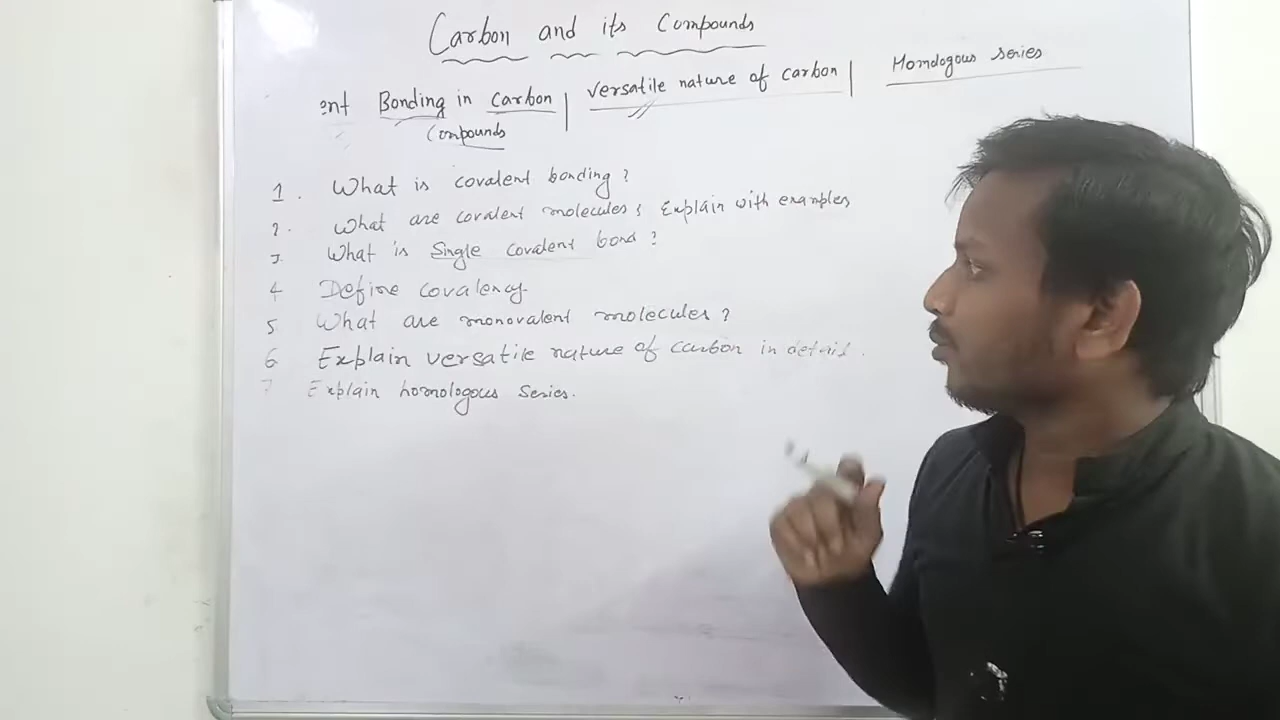 Carbon and its Compounds
ent Bonding in Carbon | versatile nature of carbon | Homologous series
Compounds
1. What is covalent bonding?
2. What are covalent molecules; Explain with examples
3. What is Single covalent bond?
4 Define covalency
5 What are monovalent molecules?
6 Explain versatile nature of carbon in detail.
7 Explain homologous series.